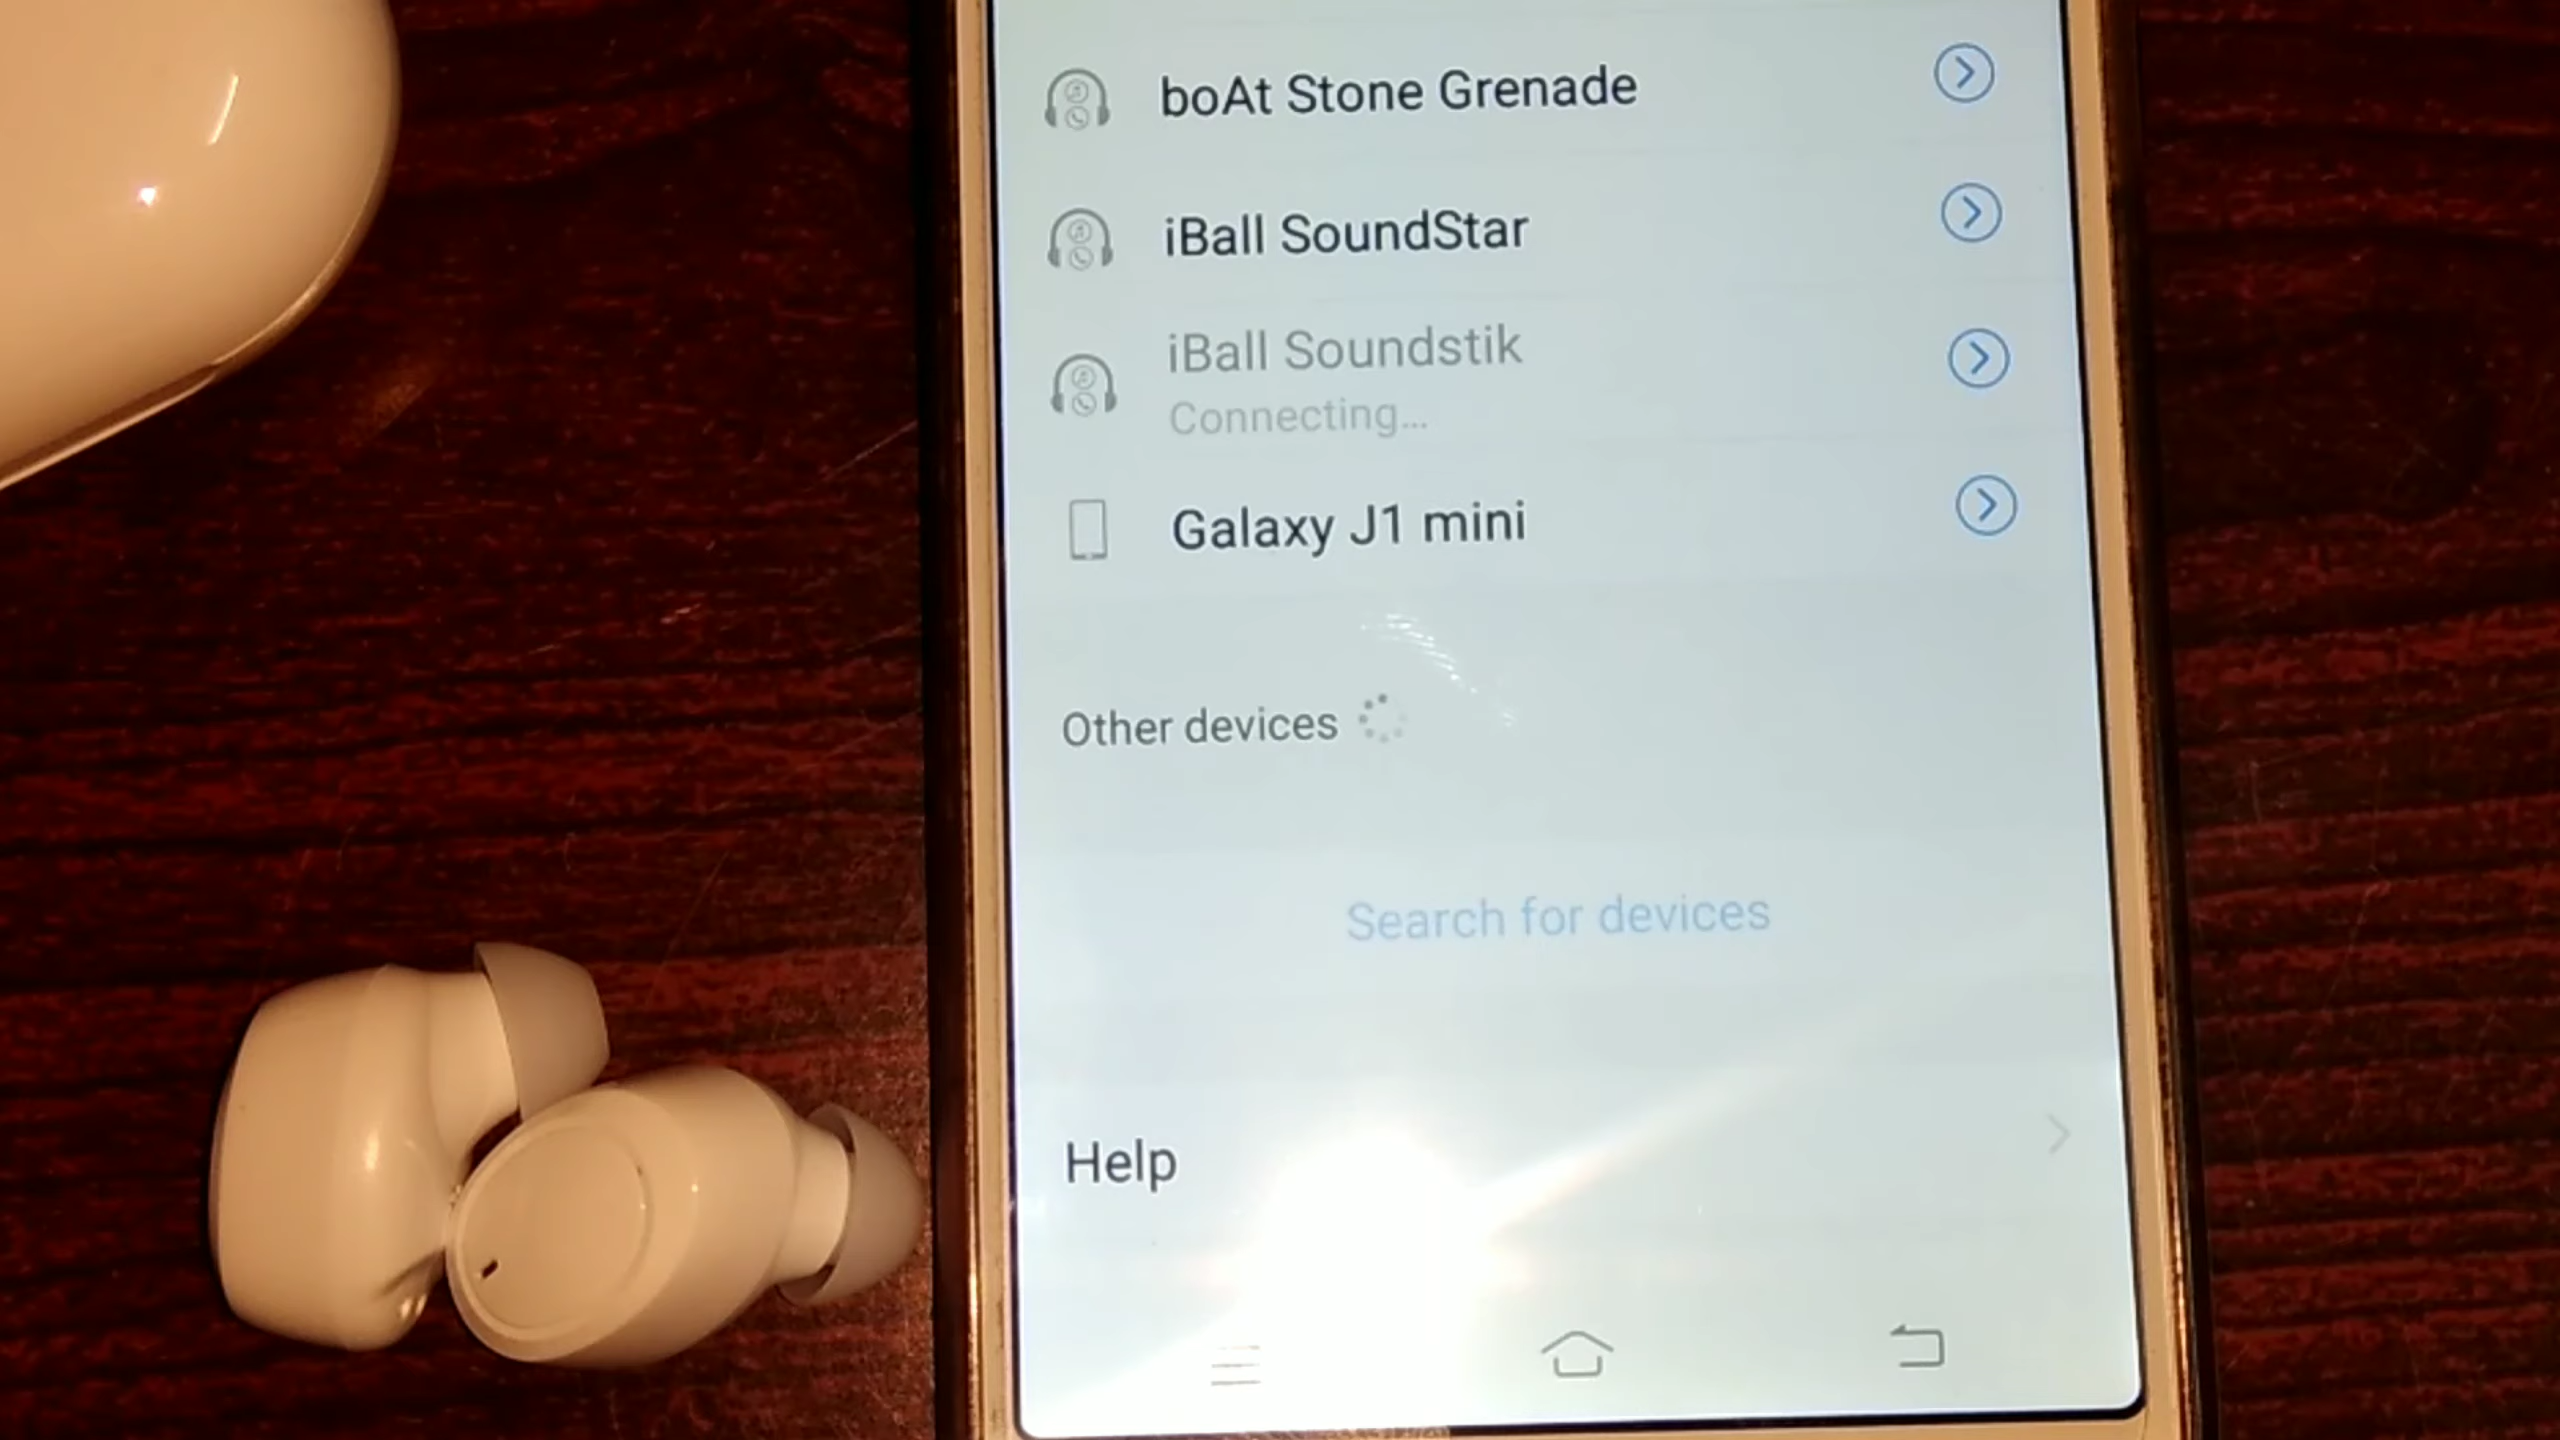 boAt Stone Grenade
iBall SoundStar
iBall Soundstik
Connecting...
Galaxy J1 mini
Other devices
Search for devices
Help